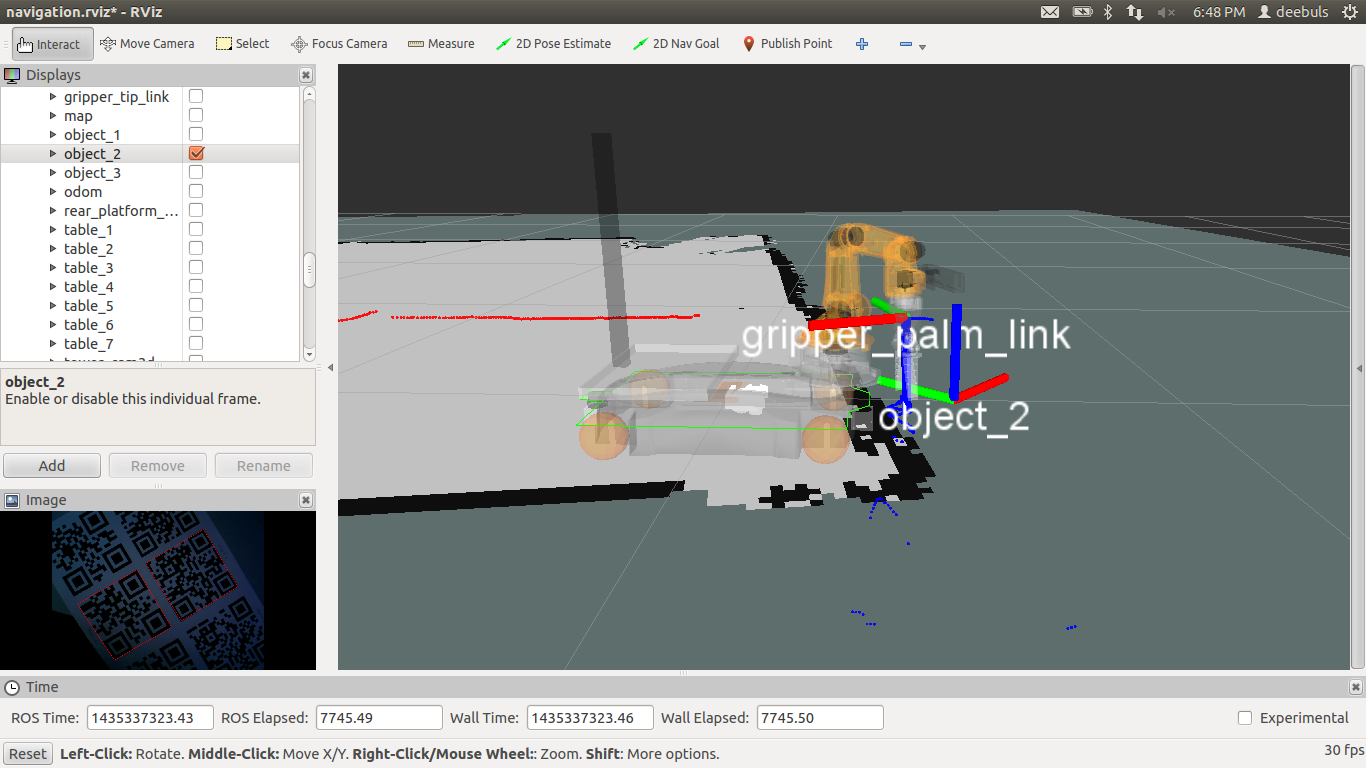 navigation.rviz* - RViz
6:48 PM
deebuls
Interact
Move Camera
Select
Focus Camera
Measure
2D Pose Estimate
2D Nav Goal
Publish Point
Displays
gripper_tip_link
map
object_1
object_2
object_3
odom
rear_platform_...
table_1
table_2
table_3
table_4
table_5
table_6
table_7
object_2
Enable or disable this individual frame.
Add
Remove
Rename
Image
gripper_palm_link
object_2
Time
ROS Time:
1435337323.43
ROS Elapsed:
7745.49
Wall Time:
1435337323.46
Wall Elapsed:
7745.50
Experimental
Reset
Left-Click: Rotate. Middle-Click: Move X/Y. Right-Click/Mouse Wheel:: Zoom. Shift: More options.
30 fps